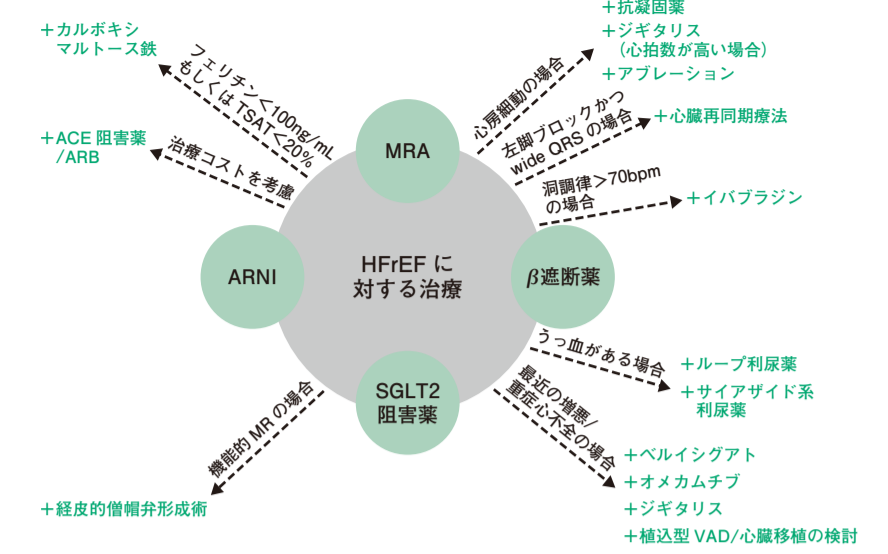 ＋カルボキシ
マルトース鉄
フェリチン＜100ng/mL
もしくは TSAT＜20%
＋ACE 阻害薬
/ARB
治療コストを考慮
＋抗凝固薬
＋ジギタリス
（心拍数が高い場合）
＋アブレーション
心房細動の場合
左脚ブロックかつ
wide QRS の場合
＋心臓再同期療法
洞調律＞70bpm
の場合
＋イバブラジン
MRA
ARNI
HFrEF に
対する治療
β遮断薬
SGLT2
阻害薬
うっ血がある場合
＋ループ利尿薬
＋サイアザイド系
利尿薬
最近の増悪/
重症心不全の場合
＋ベルイシグアト
＋オメカムチブ
＋ジギタリス
＋植込型 VAD/心臓移植の検討
機能的 MR の場合
＋経皮的僧帽弁形成術